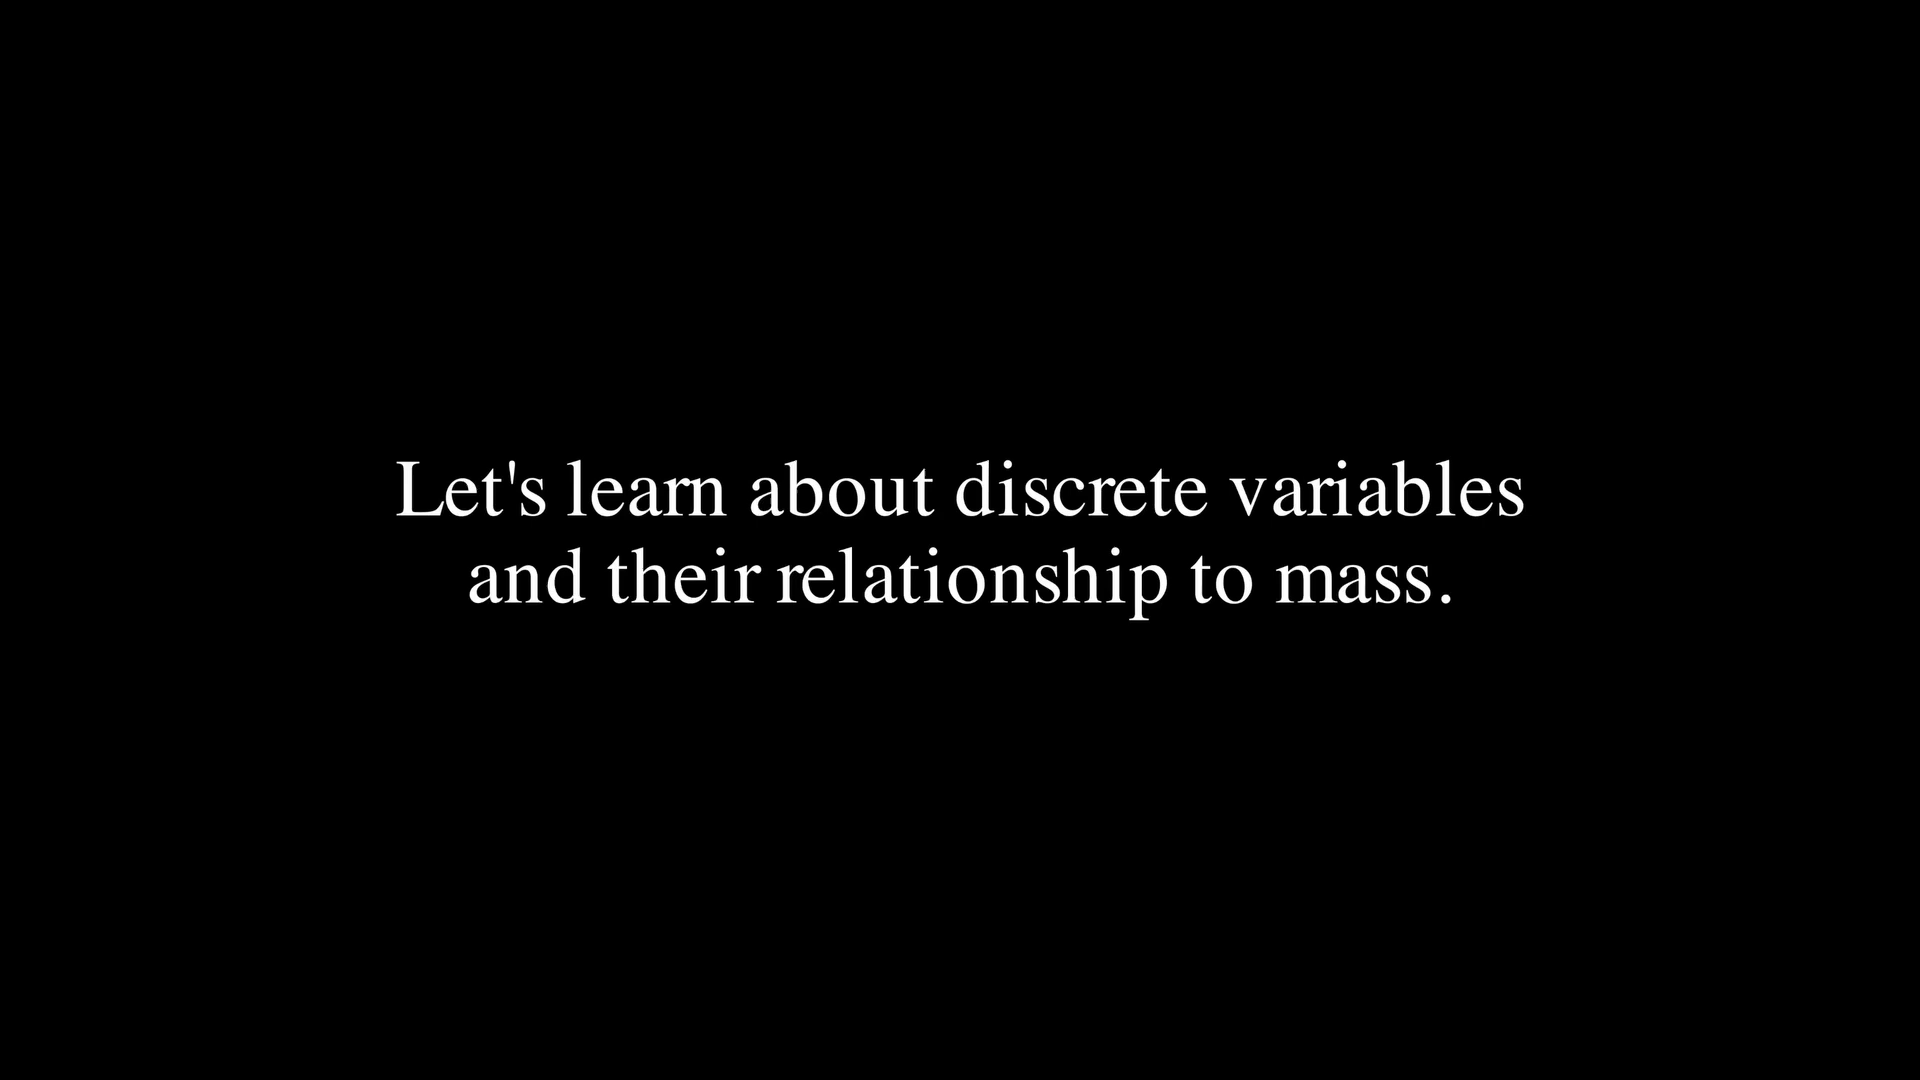 Let's learn about discrete variables
and their relationship to mass.